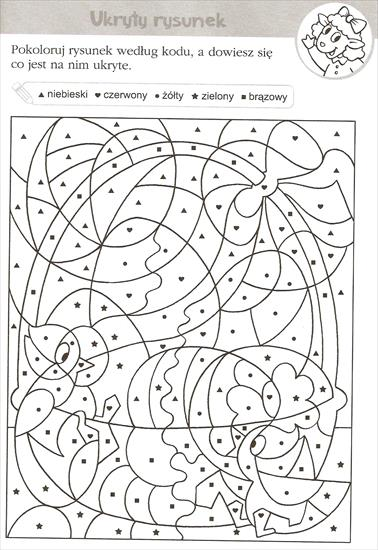 Ukryty rysunek
Pokoloruj rysunek według kodu, a dowiesz się
co jest na nim ukryte.
▲ niebieski ♥ czerwony ● żółty ★ zielony ■ brązowy